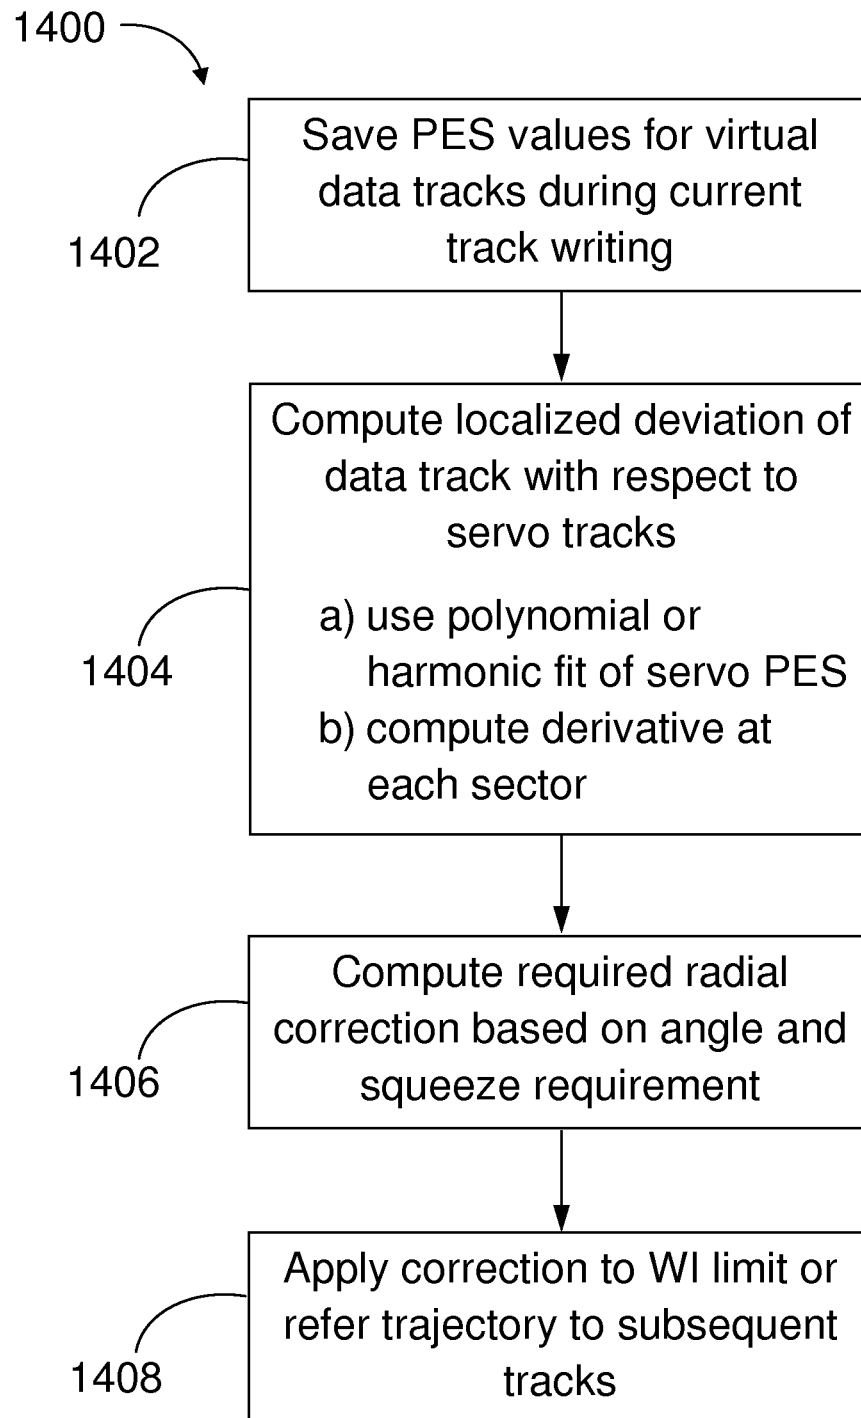 1400
Save PES values for virtual
data tracks during current
track writing
1402
Compute localized deviation of
data track with respect to
servo tracks
a) use polynomial or
harmonic fit of servo PES
b) compute derivative at
each sector
1404
Compute required radial
correction based on angle and
squeeze requirement
1406
Apply correction to WI limit or
refer trajectory to subsequent
tracks
1408